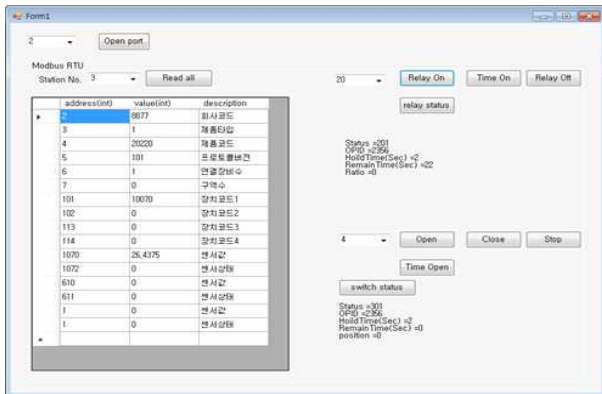 Form1
2
Open port
Modbus RTU
Station No. 3
Read all
address(int) value(int) description
2 8877 회사코드
3 1 제품타입
4 20220 제품코드
5 101 프로토콜버전
6 1 연결장비수
7 0 구역수
101 10070 장치코드1
102 0 장치코드2
113 0 장치코드3
114 0 장치코드4
1070 26,4375 센서값
1072 0 센서상태
610 0 센서값
611 0 센서상태
1 0 센서값
1 0 센서상태
20
Relay On Time On Relay Off
relay status
Status =201
OPID =2356
HoildTime(Sec) =2
RemainTime(Sec) =22
Ratio =0
4
Open Close Stop
Time Open
switch status
Status =301
OPID =2356
HoildTime(Sec) =2
RemainTime(Sec) =0
position =0